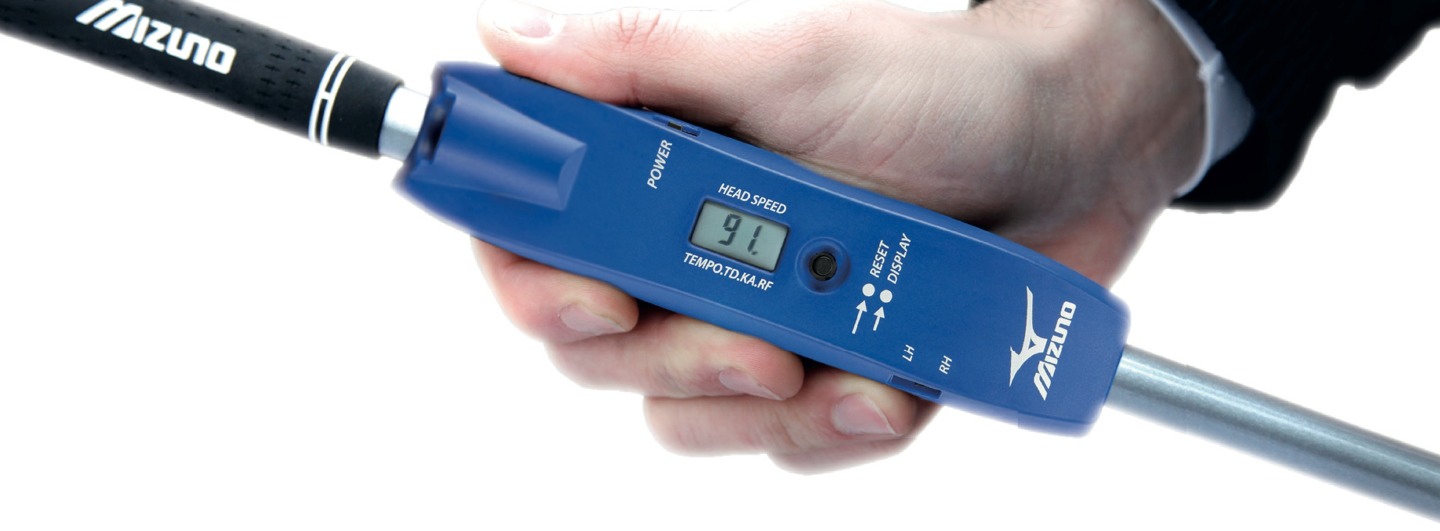 MIZUNO
POWER
HEAD SPEED
91.
TEMPO.TD.KA.RF
RESET
DISPLAY
LH
RH
MIZUNO